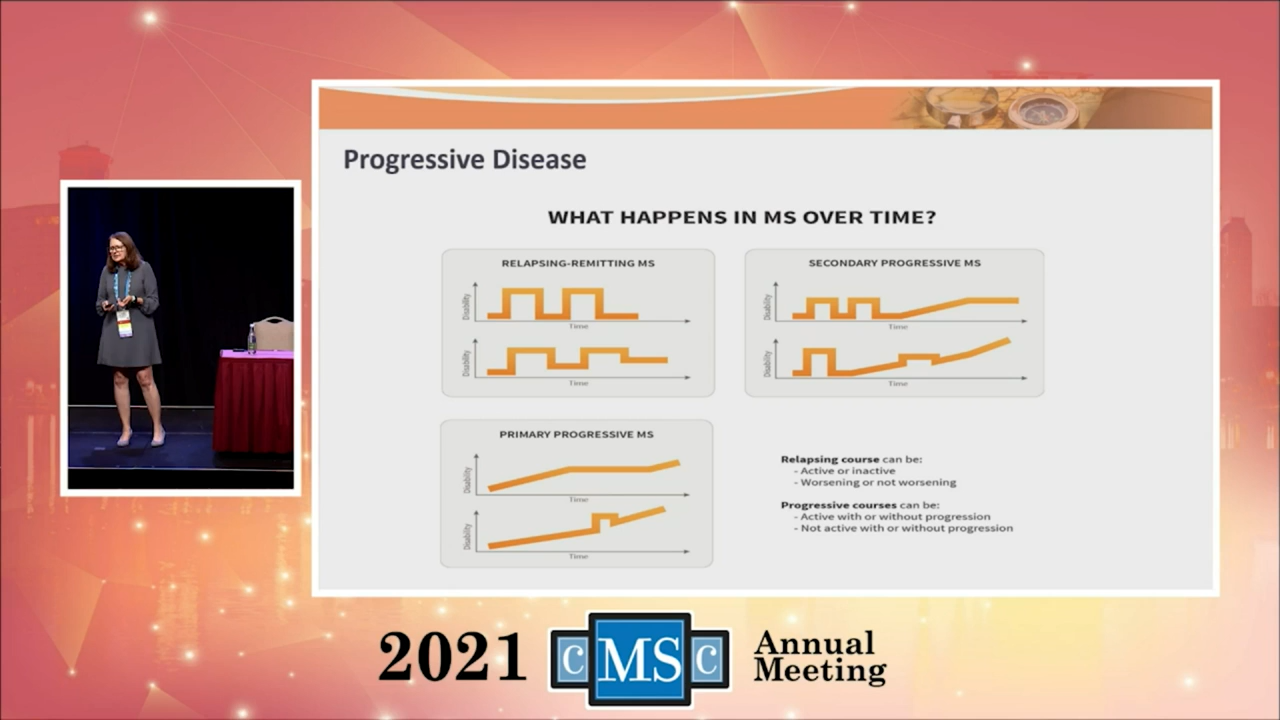 Progressive Disease
WHAT HAPPENS IN MS OVER TIME?
RELAPSING-REMITTING MS
Disability
Time
Disability
Time
SECONDARY PROGRESSIVE MS
Disability
Time
Disability
Time
PRIMARY PROGRESSIVE MS
Disability
Time
Disability
Time
Relapsing course can be:
- Active or inactive
- Worsening or not worsening
Progressive courses can be:
- Active with or without progression
- Not active with or without progression
2021
C MS C
Annual
Meeting